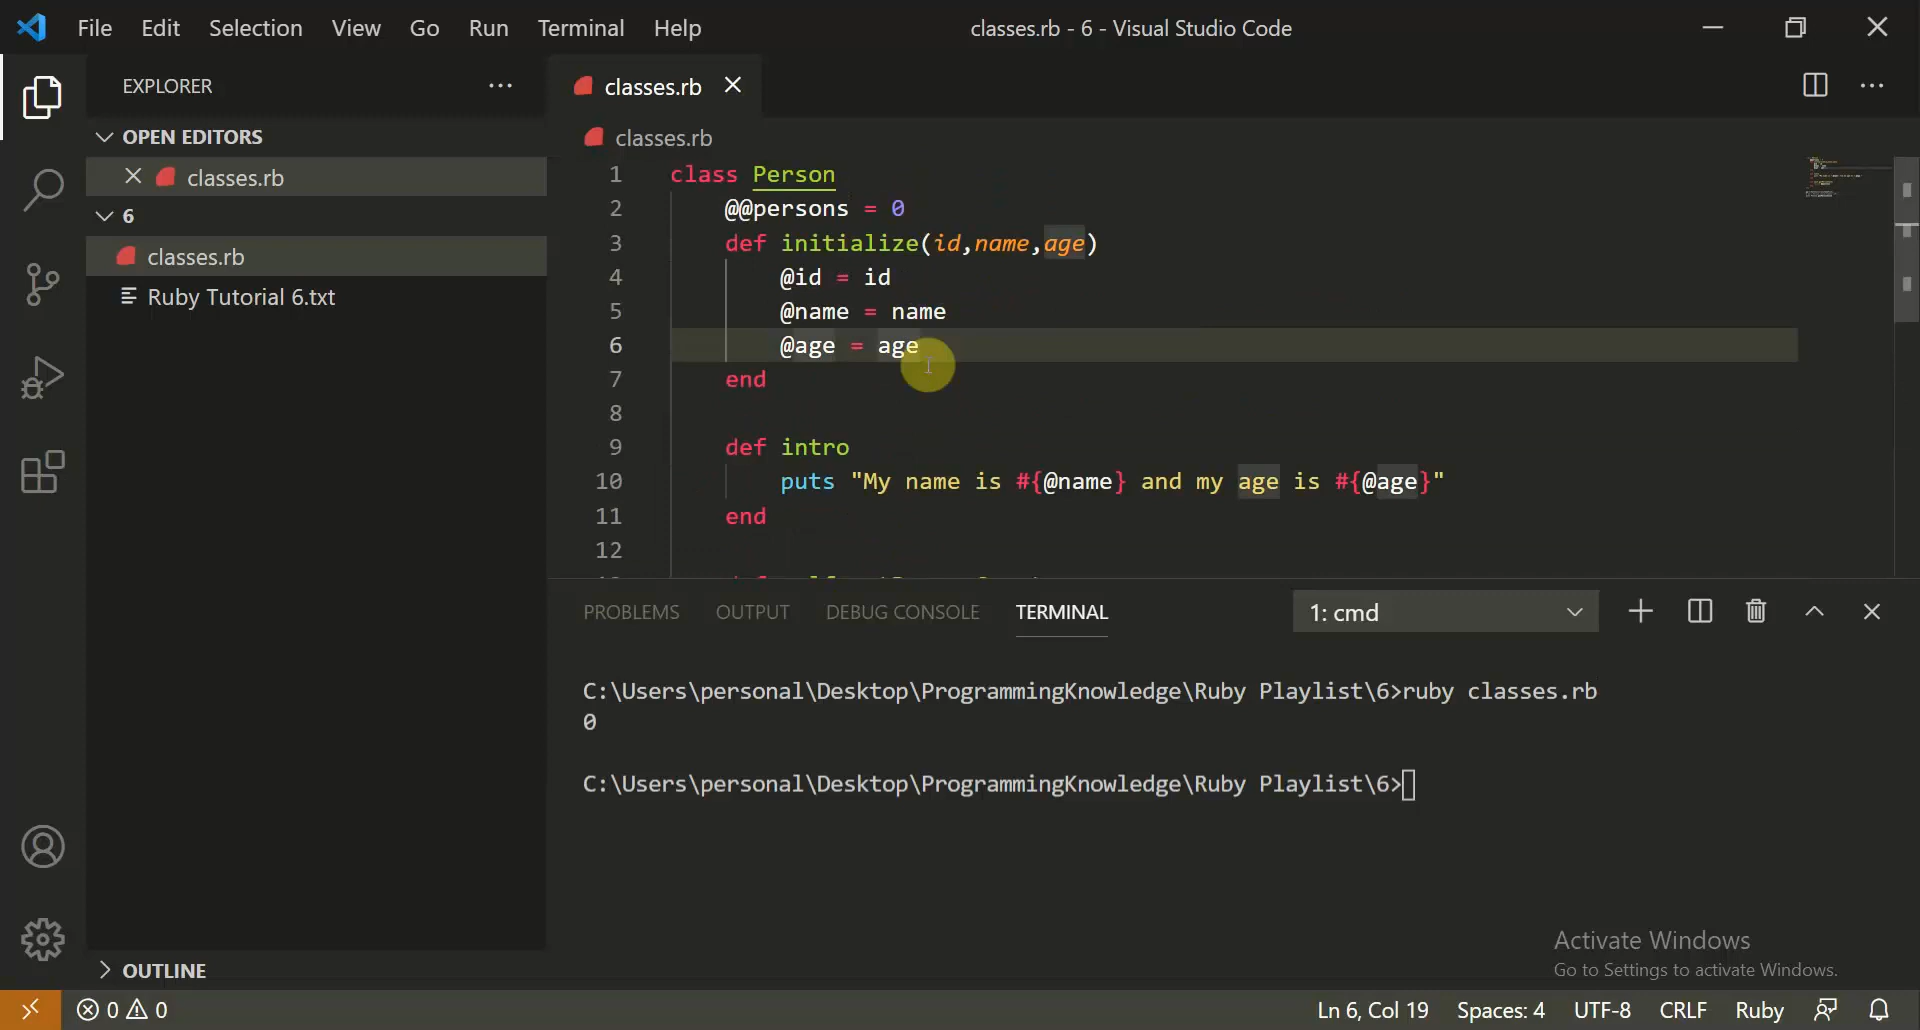 File Edit Selection View Go Run Terminal Help
classes.rb - 6 - Visual Studio Code
EXPLORER
OPEN EDITORS
classes.rb
6
classes.rb
Ruby Tutorial 6.txt
OUTLINE
classes.rb
classes.rb
1 class Person
2 @@persons = 0
3 def initialize(id,name,age)
4 @id = id
5 @name = name
6 @age = age
7 end
8
9 def intro
10 puts "My name is #{@name} and my age is #{@age}"
11 end
12
PROBLEMS OUTPUT DEBUG CONSOLE TERMINAL
1: cmd
C:\Users\personal\Desktop\ProgrammingKnowledge\Ruby Playlist\6>ruby classes.rb
0
C:\Users\personal\Desktop\ProgrammingKnowledge\Ruby Playlist\6>
Activate Windows
Go to Settings to activate Windows.
0 0
Ln 6, Col 19 Spaces: 4 UTF-8 CRLF Ruby